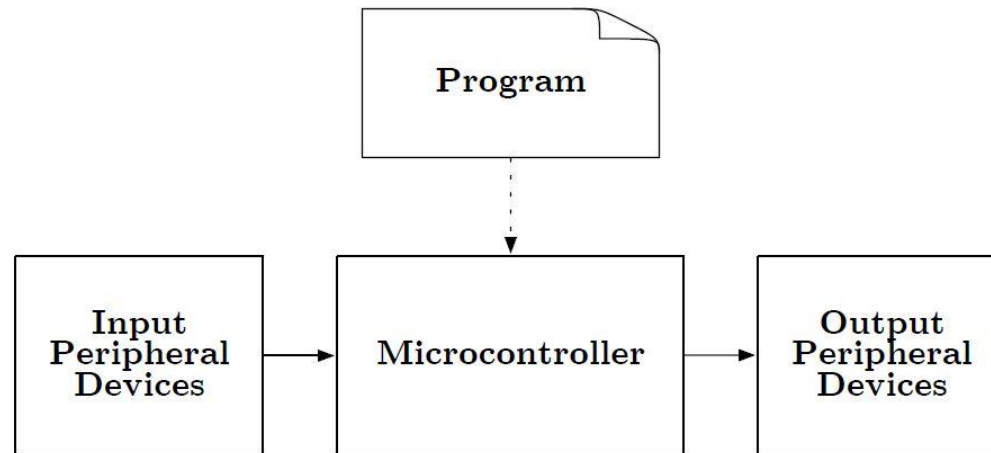 Program
Input
Peripheral
Devices
Microcontroller
Output
Peripheral
Devices